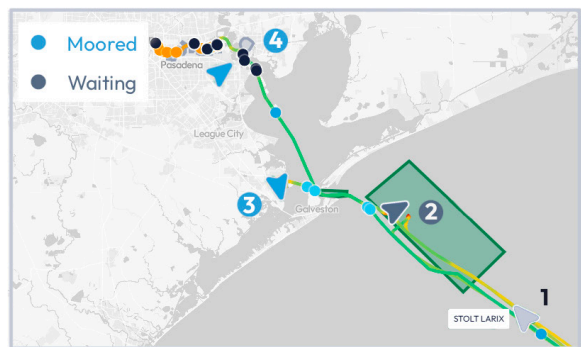 Moored
4
Pasadena
Waiting
League City
3
Galveston
2
1
STOLT LARIX